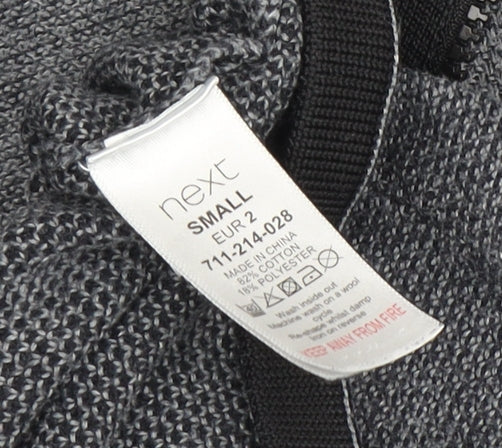 next
SMALL
EUR 2
711-214-028
MADE IN CHINA
82% COTTON
18% POLYESTER
Wash inside out
Machine wash on a wool
cycle
Re-shape whilst damp
Iron on reverse
KEEP AWAY FROM FIRE